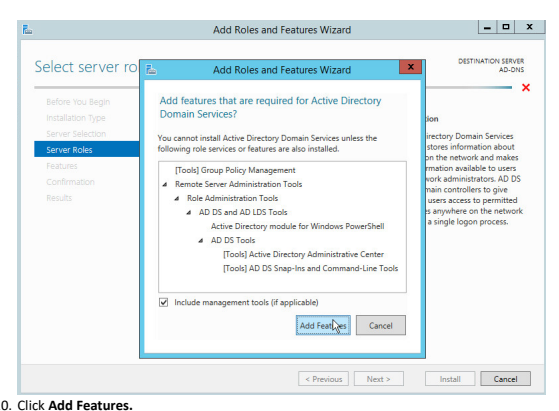 Add Roles and Features Wizard
Select server ro
DESTINATION SERVER
AD-DNS
Before You Begin
Installation Type
Server Selection
Server Roles
Features
Confirmation
Results
Add Roles and Features Wizard
Add features that are required for Active Directory
Domain Services?
You cannot install Active Directory Domain Services unless the
following role services or features are also installed.
[Tools] Group Policy Management
Remote Server Administration Tools
Role Administration Tools
AD DS and AD LDS Tools
Active Directory module for Windows PowerShell
AD DS Tools
[Tools] Active Directory Administrative Center
[Tools] AD DS Snap-Ins and Command-Line Tools
Include management tools (if applicable)
Add Features
Cancel
tion
irectory Domain Services
stores information about
on the network and makes
rmation available to users
work administrators. AD DS
main controllers to give
users access to permitted
s anywhere on the network
a single logon process.
< Previous
Next >
Install
Cancel
0. Click Add Features.